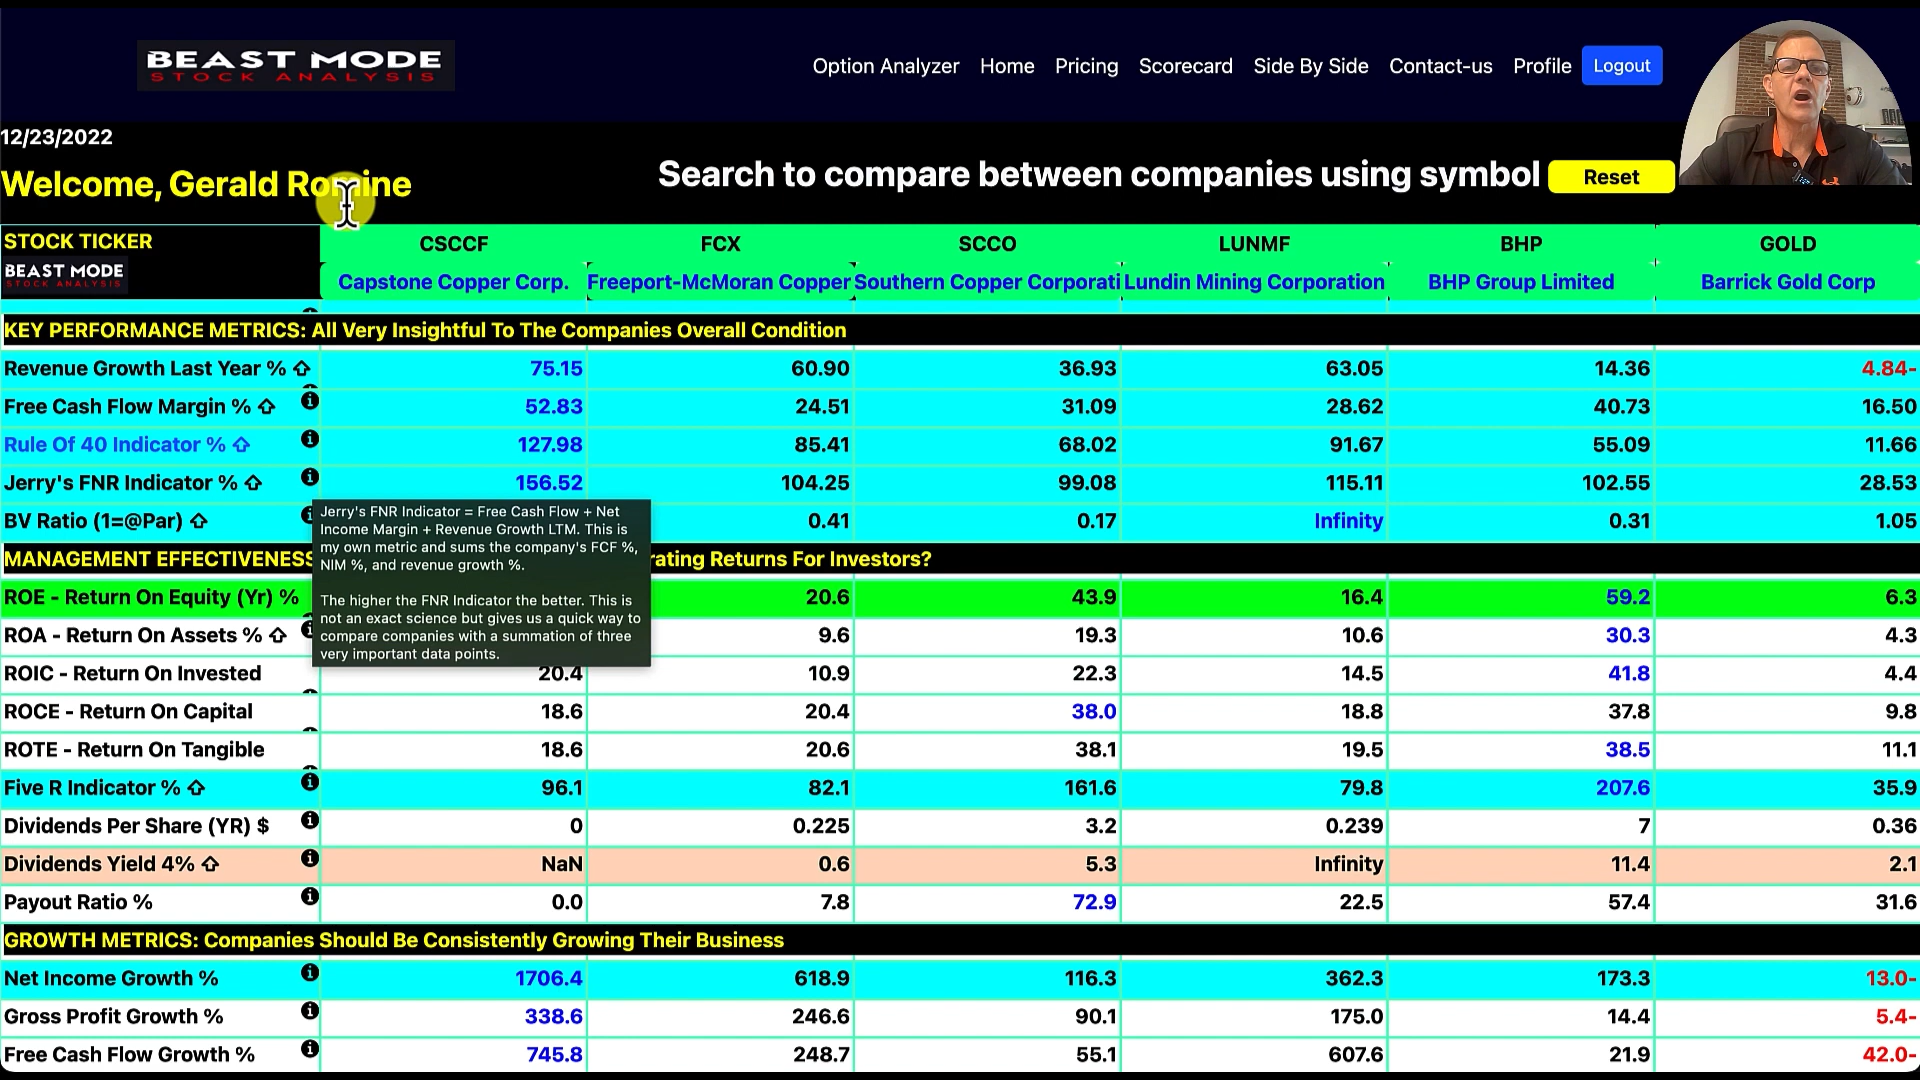 BEAST MODE
STOCK ANALYSIS
Option Analyzer Home Pricing Scorecard Side By Side Contact-us Profile Logout
12/23/2022
Welcome, Gerald Romine
Search to compare between companies using symbol Reset
STOCK TICKER CSCCF FCX SCCO LUNMF BHP GOLD
BEAST MODE
STOCK ANALYSIS
Capstone Copper Corp. Freeport-McMoran Copper Southern Copper Corporati Lundin Mining Corporation BHP Group Limited Barrick Gold Corp
KEY PERFORMANCE METRICS: All Very Insightful To The Companies Overall Condition
Revenue Growth Last Year % 75.15 60.90 36.93 63.05 14.36 4.84-
Free Cash Flow Margin % 52.83 24.51 31.09 28.62 40.73 16.50
Rule Of 40 Indicator % 127.98 85.41 68.02 91.67 55.09 11.66
Jerry's FNR Indicator % 156.52 104.25 99.08 115.11 102.55 28.53
BV Ratio (1=@Par) 0.41 0.17 Infinity 0.31 1.05
Jerry's FNR Indicator = Free Cash Flow + Net
Income Margin + Revenue Growth LTM. This is
my own metric and sums the company's FCF %,
NIM %, and revenue growth %.
The higher the FNR Indicator the better. This is
not an exact science but gives us a quick way to
compare companies with a summation of three
very important data points.
MANAGEMENT EFFECTIVENESS rating Returns For Investors?
ROE - Return On Equity (Yr) % 20.6 43.9 16.4 59.2 6.3
ROA - Return On Assets % 9.6 19.3 10.6 30.3 4.3
ROIC - Return On Invested 20.4 10.9 22.3 14.5 41.8 4.4
ROCE - Return On Capital 18.6 20.4 38.0 18.8 37.8 9.8
ROTE - Return On Tangible 18.6 20.6 38.1 19.5 38.5 11.1
Five R Indicator % 96.1 82.1 161.6 79.8 207.6 35.9
Dividends Per Share (YR) $ 0 0.225 3.2 0.239 7 0.36
Dividends Yield 4% NaN 0.6 5.3 Infinity 11.4 2.1
Payout Ratio % 0.0 7.8 72.9 22.5 57.4 31.6
GROWTH METRICS: Companies Should Be Consistently Growing Their Business
Net Income Growth % 1706.4 618.9 116.3 362.3 173.3 13.0-
Gross Profit Growth % 338.6 246.6 90.1 175.0 14.4 5.4-
Free Cash Flow Growth % 745.8 248.7 55.1 607.6 21.9 42.0-